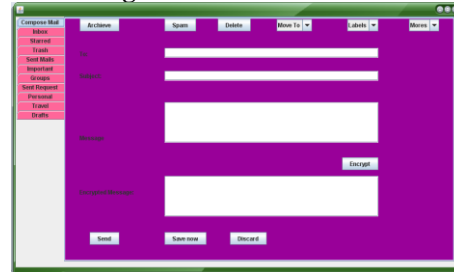 Compose Mail
Archieve Spam Delete Move To Labels Mores
Inbox
Starred
Trash
Sent Mails
Important
Groups
Sent Request
Personal
Travel
Drafts
To
Subject
Message
Encrypt
Encrypted Message
Send Save now Discard